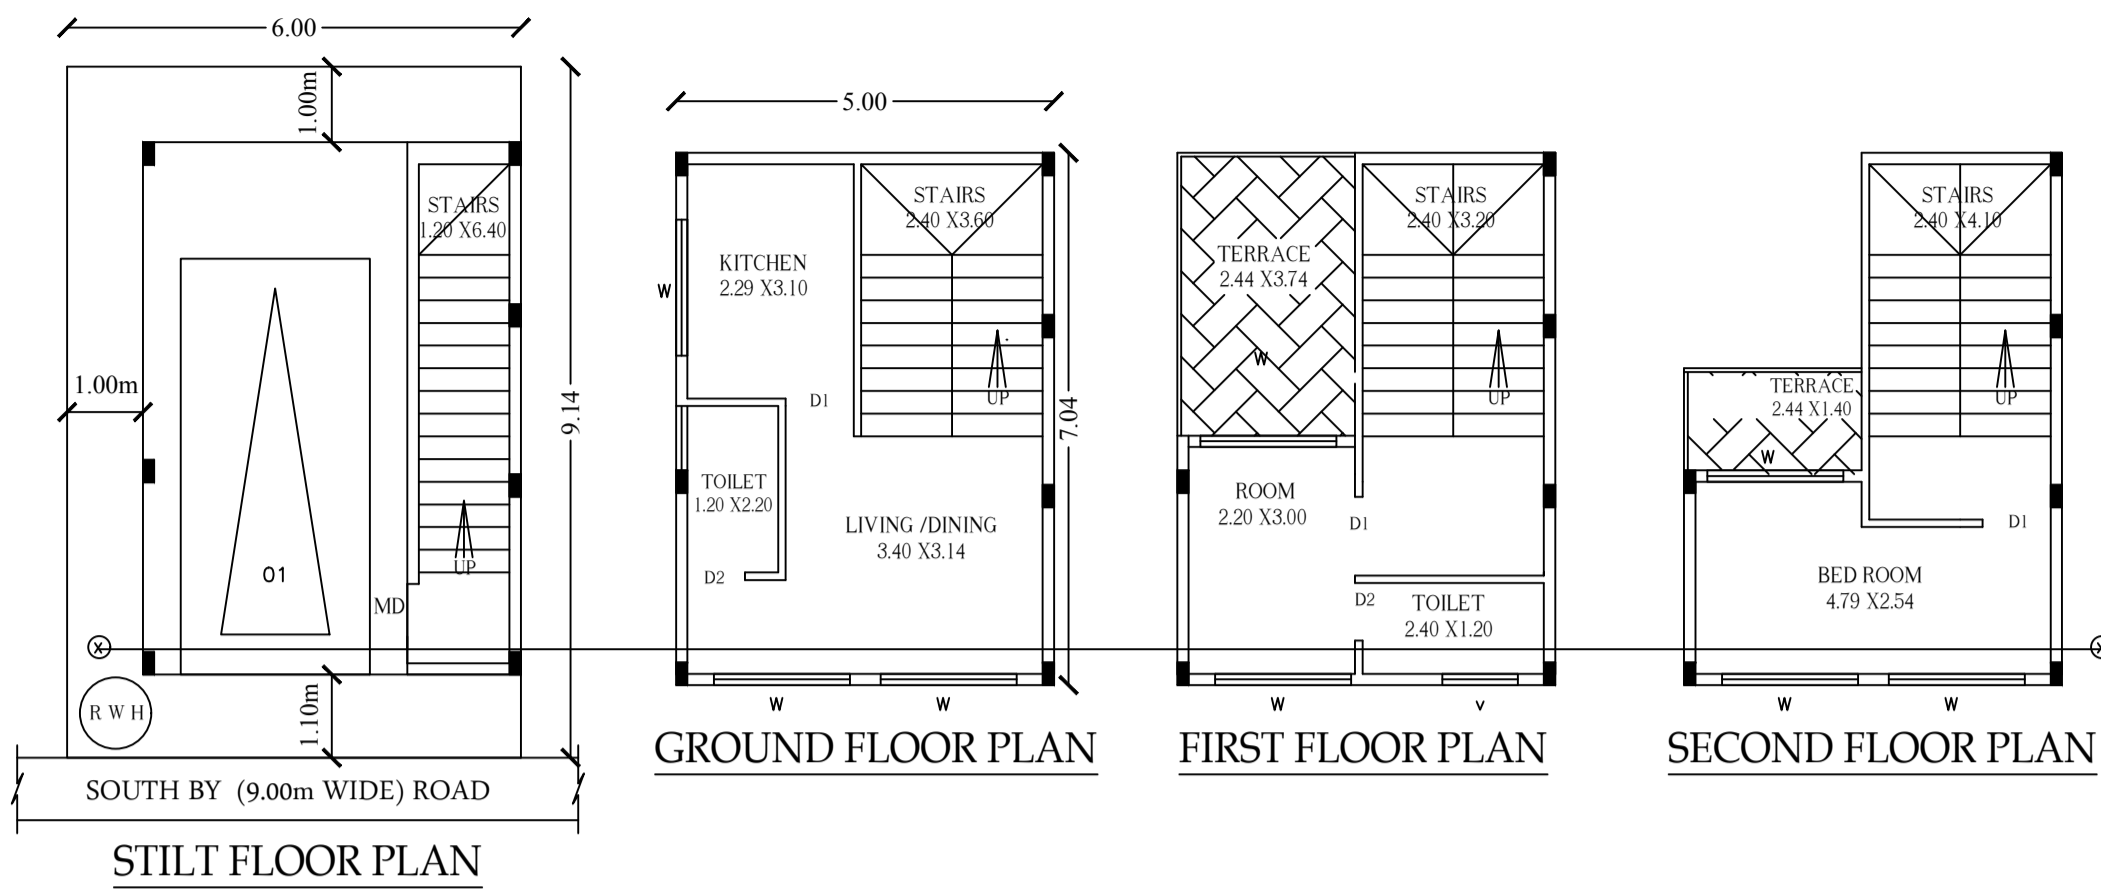 6.00
1.00m
STAIRS
1.20 X6.40
1.00m
9.14
01
UP
MD
X
1.10m
R W H
SOUTH BY (9.00m WIDE) ROAD
STILT FLOOR PLAN
5.00
STAIRS
2.40 X3.60
KITCHEN
2.29 X3.10
W
UP
D1
7.04
TOILET
1.20 X2.20
LIVING /DINING
3.40 X3.14
D2
W
W
GROUND FLOOR PLAN
STAIRS
2.40 X3.20
TERRACE
2.44 X3.74
W
UP
ROOM
2.20 X3.00
D1
D2
TOILET
2.40 X1.20
W
V
FIRST FLOOR PLAN
STAIRS
2.40 X4.10
TERRACE
2.44 X1.40
UP
W
D1
BED ROOM
4.79 X2.54
X
W
W
SECOND FLOOR PLAN